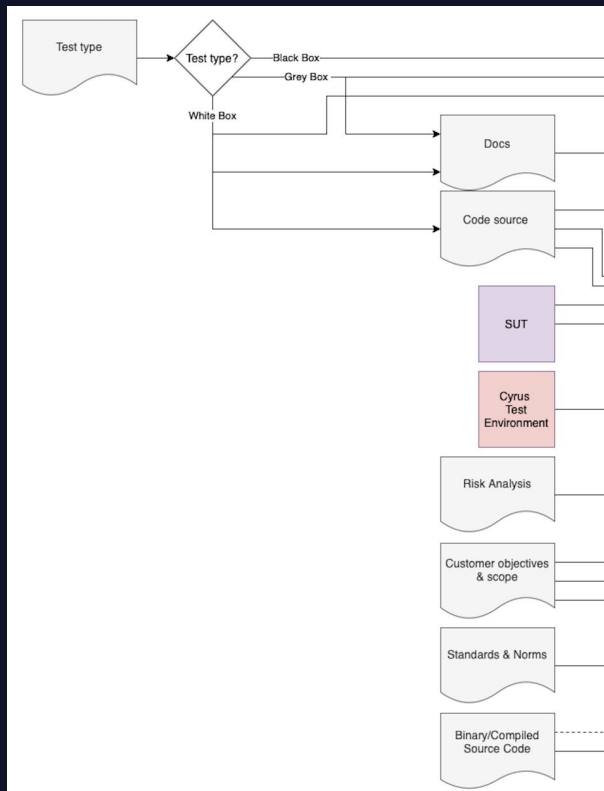 Test type
Test type?
Black Box
Grey Box
White Box
Docs
Code source
SUT
Cyrus
Test
Environment
Risk Analysis
Customer objectives
& scope
Standards & Norms
Binary/Compiled
Source Code